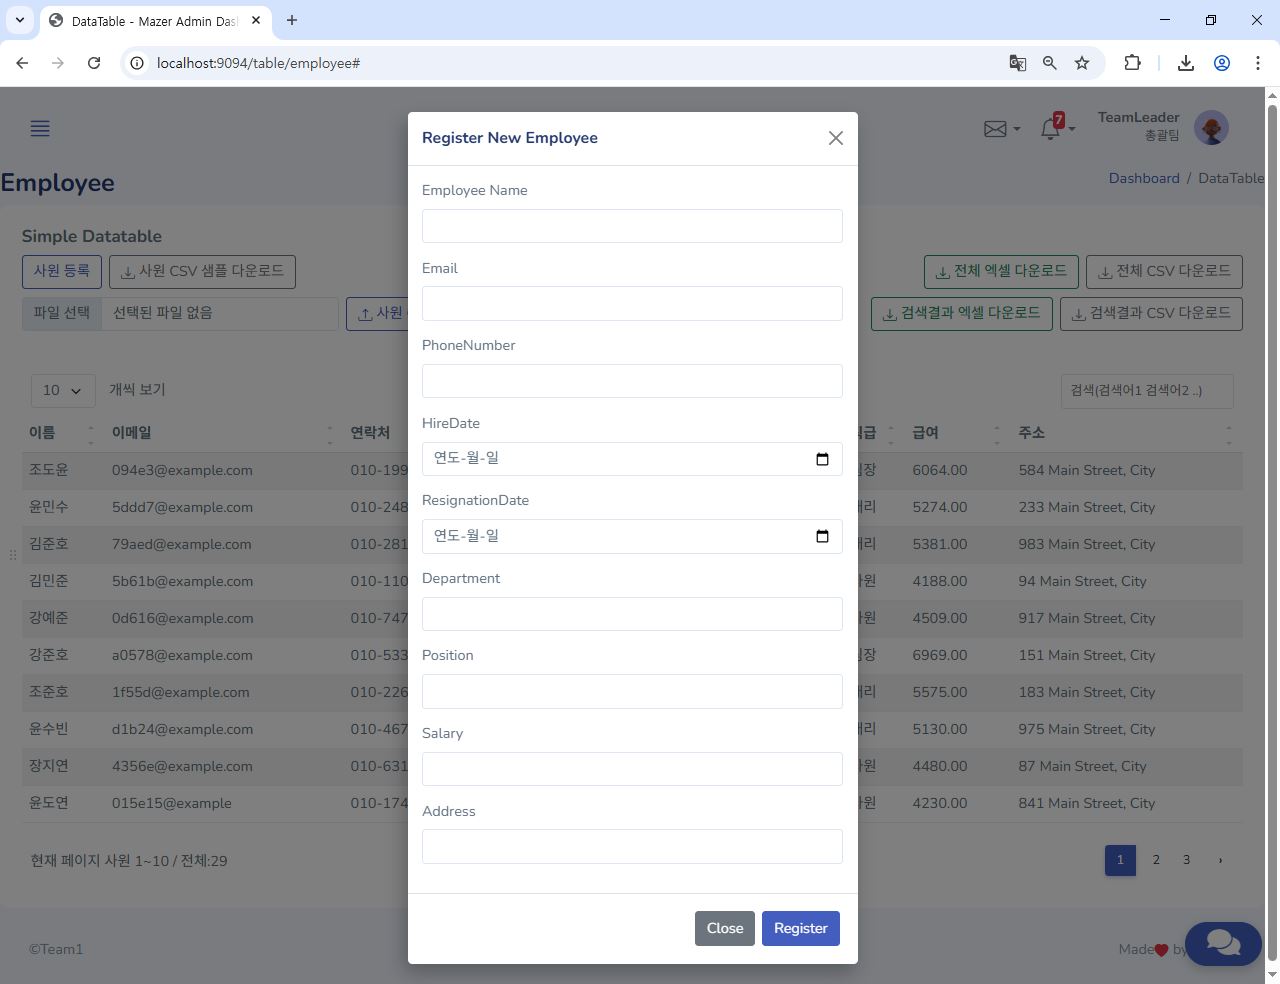 DataTable - Mazer Admin Das
localhost:9094/table/employee#
7
TeamLeader
총괄팀
Employee
Dashboard / DataTable
Simple Datatable
사원 등록
사원 CSV 샘플 다운로드
전체 엑셀 다운로드
전체 CSV 다운로드
파일 선택 선택된 파일 없음
사원
검색결과 엑셀 다운로드
검색결과 CSV 다운로드
10 개씩 보기
검색(검색어1 검색어2 ..)
이름 이메일 연락처 직급 급여 주소
조도윤 094e3@example.com 010-199 팀장 6064.00 584 Main Street, City
윤민수 5ddd7@example.com 010-248 대리 5274.00 233 Main Street, City
김준호 79aed@example.com 010-281 대리 5381.00 983 Main Street, City
김민준 5b61b@example.com 010-110 사원 4188.00 94 Main Street, City
강예준 0d616@example.com 010-747 사원 4509.00 917 Main Street, City
강준호 a0578@example.com 010-533 팀장 6969.00 151 Main Street, City
조준호 1f55d@example.com 010-226 대리 5575.00 183 Main Street, City
윤수빈 d1b24@example.com 010-467 대리 5130.00 975 Main Street, City
장지연 4356e@example.com 010-631 사원 4480.00 87 Main Street, City
윤도연 015e15@example 010-174 사원 4230.00 841 Main Street, City
현재 페이지 사원 1~10 / 전체:29
1 2 3 ›
©Team1
Made by
Register New Employee
Employee Name
Email
PhoneNumber
HireDate
연도-월-일
ResignationDate
연도-월-일
Department
Position
Salary
Address
Close
Register